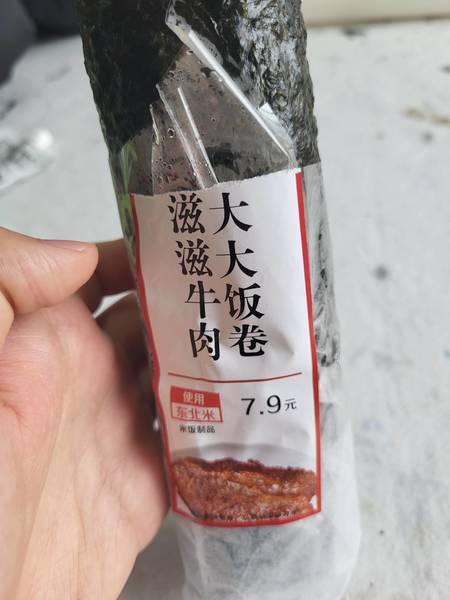 大大饭卷
滋滋牛肉
使用
东北米
7.9元
米饭制品